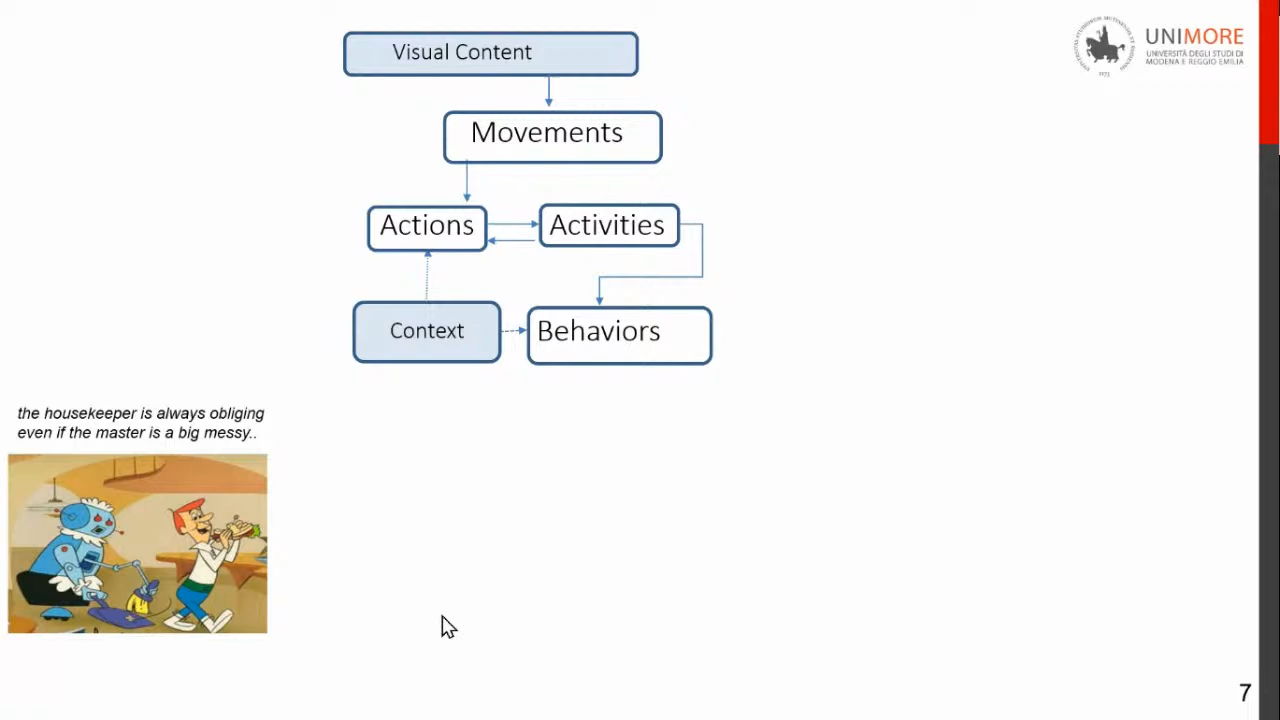 Visual Content
UNIMORE
UNIVERSITÀ DEGLI STUDI DI
MODENA E REGGIO EMILIA
1175
Movements
Actions
Activities
Context
Behaviors
the housekeeper is always obliging
even if the master is a big messy..
7